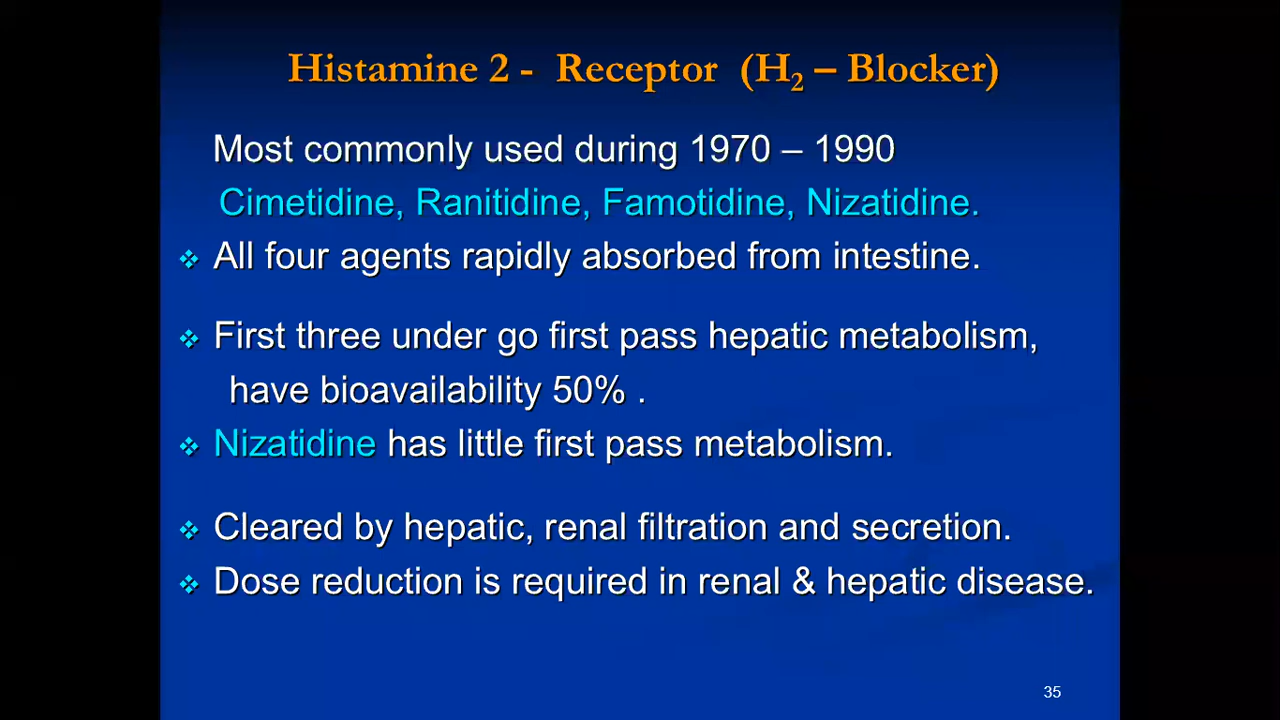 Histamine 2 - Receptor (H₂ – Blocker)
Most commonly used during 1970 – 1990
Cimetidine, Ranitidine, Famotidine, Nizatidine.
❖ All four agents rapidly absorbed from intestine.
❖ First three under go first pass hepatic metabolism,
have bioavailability 50% .
❖ Nizatidine has little first pass metabolism.
❖ Cleared by hepatic, renal filtration and secretion.
❖ Dose reduction is required in renal & hepatic disease.
35